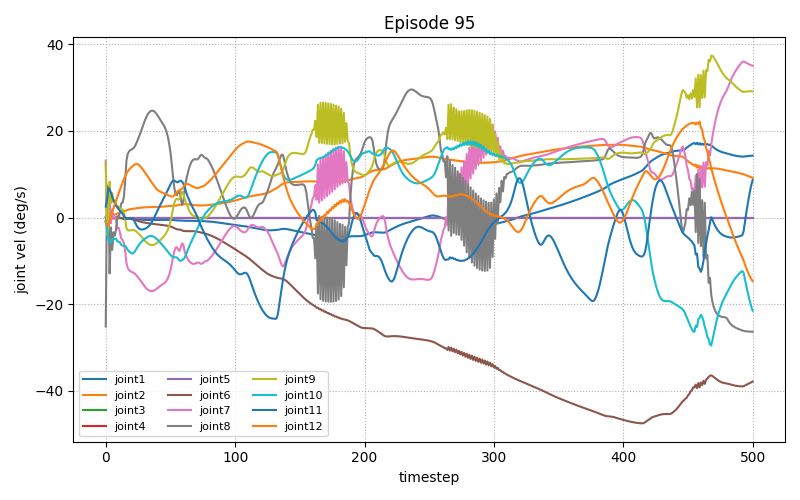 Episode 95
joint vel (deg/s)
40
20
0
−20
−40
joint1 joint5 joint9
joint2 joint6 joint10
joint3 joint7 joint11
joint4 joint8 joint12
0 100 200 300 400 500
timestep